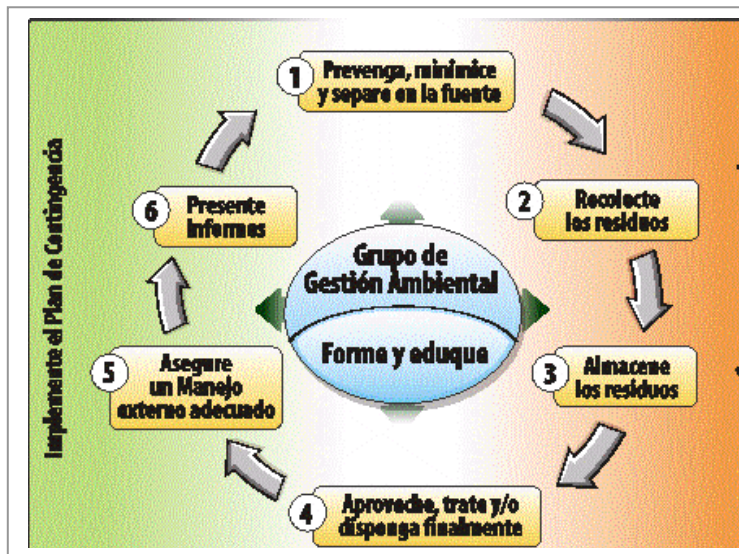 Implemente el Plan de Contingencia
1
Prevenga, minimice
y separe en la fuente
2
Recolecte
los residuos
3
Almacene
los residuos
4
Aproveche, trate y/o
disponga finalmente
5
Asegure
un Manejo
externo adecuado
6
Presente
Informes
Grupo de
Gestión Ambiental
Forme y eduque